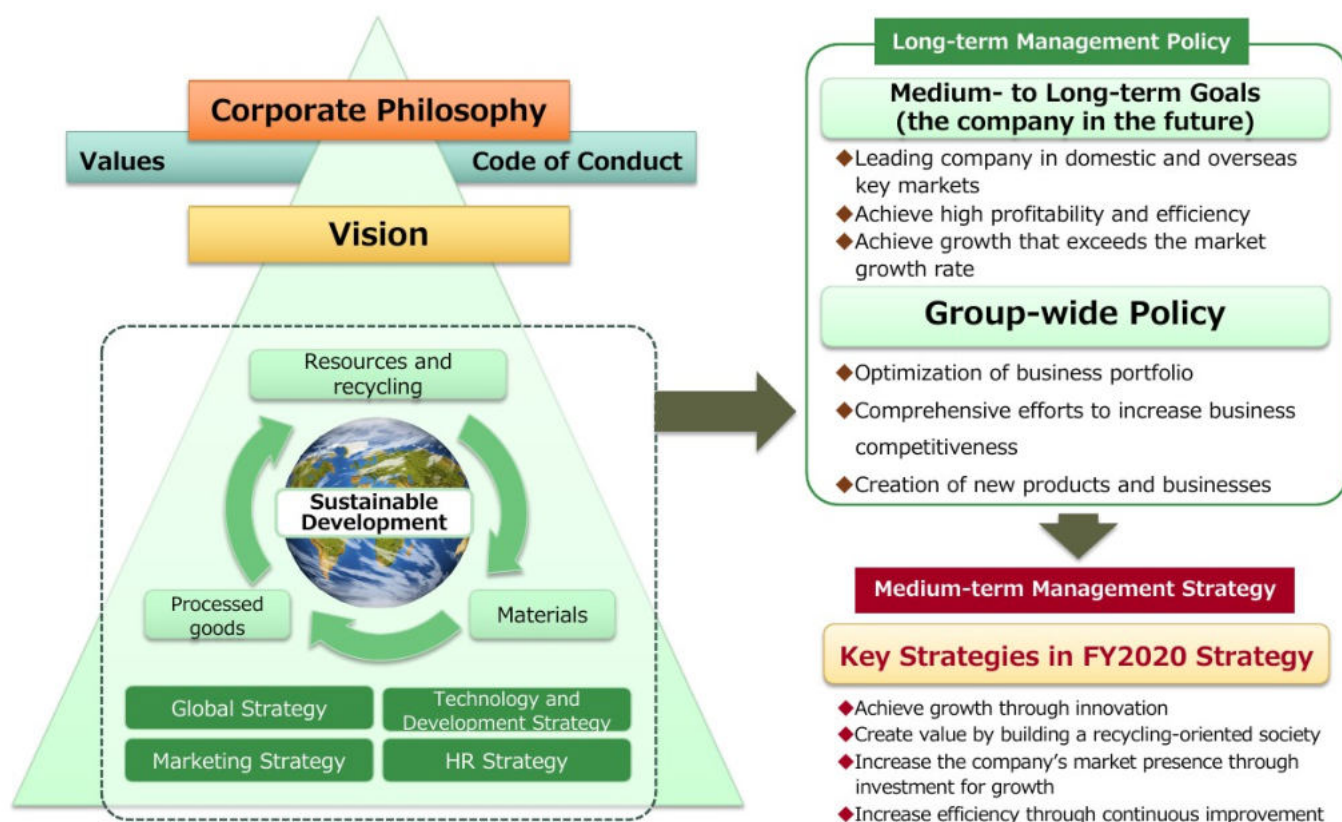 Corporate Philosophy
Values
Code of Conduct
Vision
Resources and
recycling
Sustainable
Development
Processed
goods
Materials
Global Strategy
Technology and
Development Strategy
Marketing Strategy
HR Strategy
Long-term Management Policy
Medium- to Long-term Goals
(the company in the future)
◆Leading company in domestic and overseas
key markets
◆Achieve high profitability and efficiency
◆Achieve growth that exceeds the market
growth rate
Group-wide Policy
◆Optimization of business portfolio
◆Comprehensive efforts to increase business
competitiveness
◆Creation of new products and businesses
Medium-term Management Strategy
Key Strategies in FY2020 Strategy
◆Achieve growth through innovation
◆Create value by building a recycling-oriented society
◆Increase the company's market presence through
investment for growth
◆Increase efficiency through continuous improvement